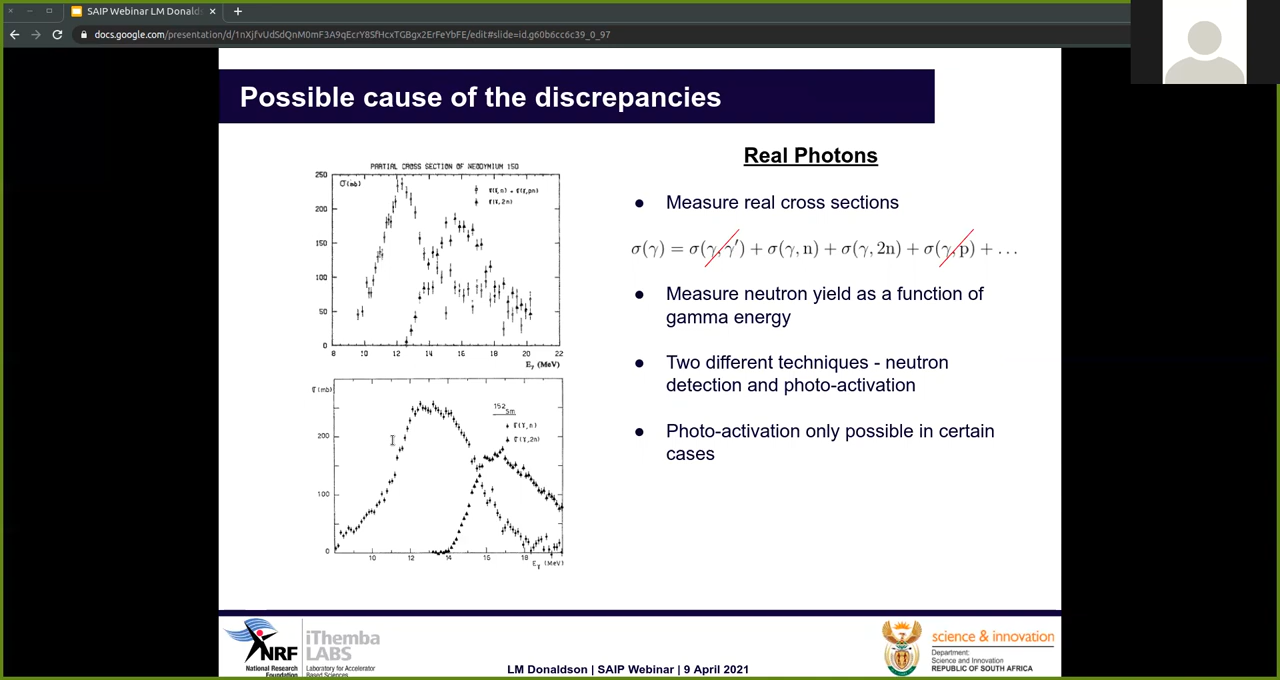 SAIP Webinar LM Donalds
docs.google.com/presentation/d/1nXjfvUdSdQnM0mF3A9qEcrY8SfHcxTGBgx2ErFeYbFE/edit#slide=id.g60b6cc6c39_0_97
Possible cause of the discrepancies
PARTIAL CROSS SECTION OF NEODYMIUM 150
σ(mb)
σ(γ,n) + σ(γ,pn)
σ(γ,2n)
250
200
150
100
50
0
8 10 12 14 16 18 20 22
Eγ (MeV)
σ(mb)
152Sm
σ(γ,n)
σ(γ,2n)
200
100
0
10 12 14 16 18
Eγ (MeV)
Real Photons
● Measure real cross sections
σ(γ) = σ(γ,γ′) + σ(γ,n) + σ(γ,2n) + σ(γ,p) + ...
● Measure neutron yield as a function of
gamma energy
● Two different techniques - neutron
detection and photo-activation
● Photo-activation only possible in certain
cases
NRF
National Research
Foundation
iThemba
LABS
Laboratory for Accelerator
Based Sciences
LM Donaldson | SAIP Webinar | 9 April 2021
science & innovation
Department:
Science and Innovation
REPUBLIC OF SOUTH AFRICA